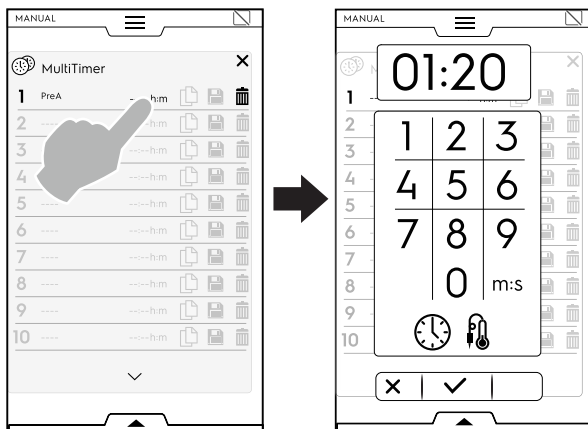 MANUAL
MultiTimer
1 PreA h:m
2 ---- h:m
3 --:--h:m
4 --:--h:m
5 ---- --:--h:m
6 ---- --:--h:m
7 ---- --:--h:m
8 ---- --:--h:m
9 ---- --:--h:m
10 ---- --:--h:m
MANUAL
01:20
1
2
3
4
5
6
7
8
9
10
1 2 3
4 5 6
7 8 9
0 m:s